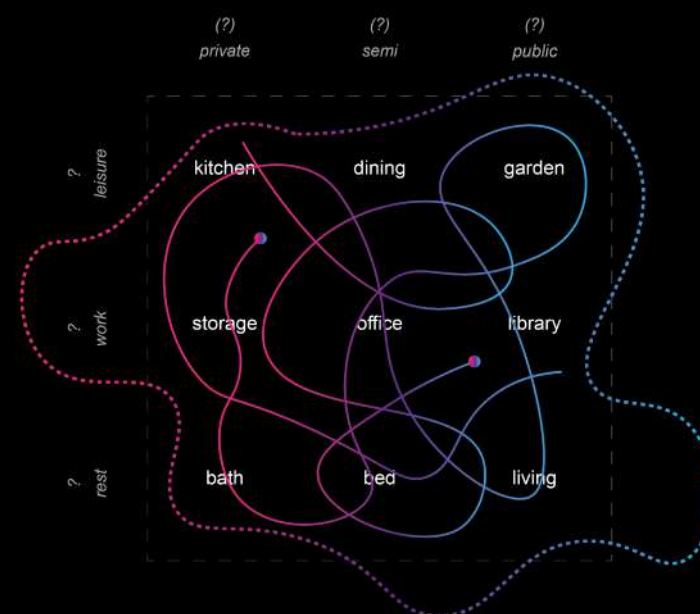 (?) (?) (?)
private semi public
? leisure
kitchen dining garden
? work
storage office library
? rest
bath bed living